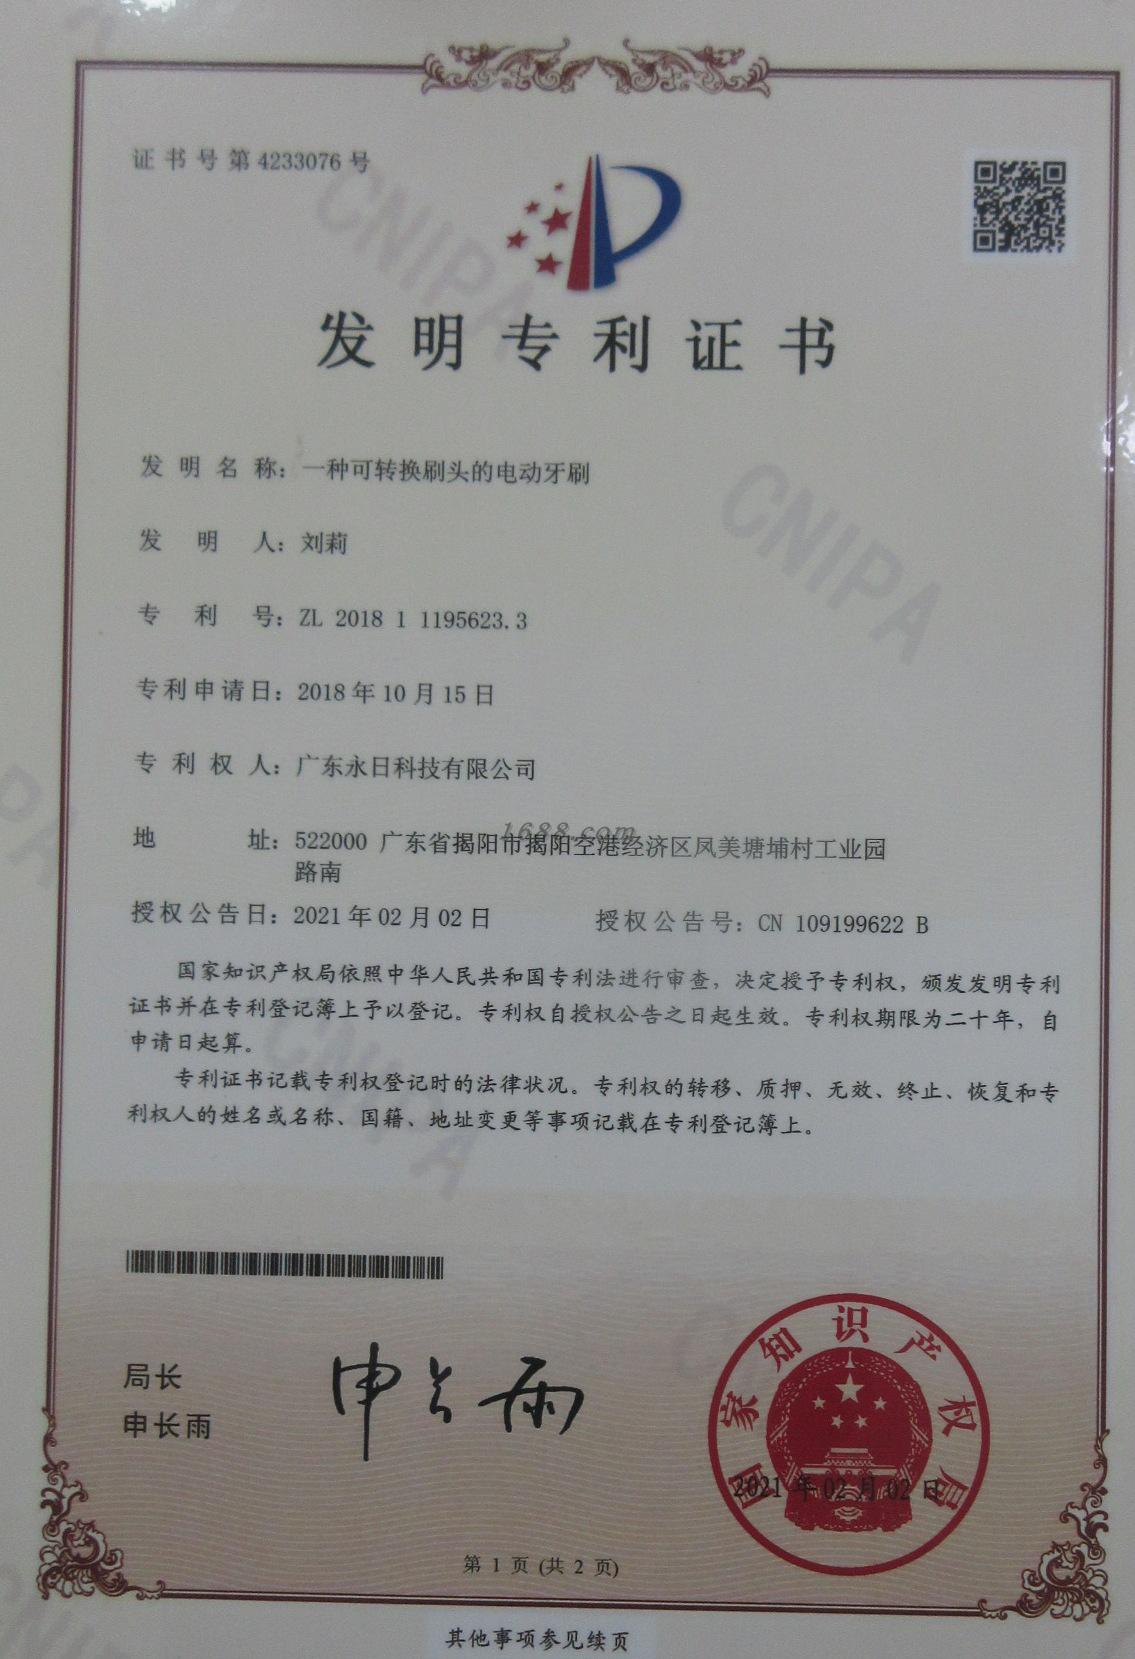 证书号第4233076号
CNIPA
发明专利证书
发明名称：一种可转换刷头的电动牙刷
发明人：刘莉
CNIPA
专利号：ZL 2018 1 1195623.3
专利申请日：2018年10月15日
专利权人：广东永日科技有限公司
1688.com
地址：522000 广东省揭阳市揭阳空港经济区凤美塘埔村工业园
路南
授权公告日：2021年02月02日 授权公告号：CN 109199622 B
国家知识产权局依照中华人民共和国专利法进行审查，决定授予专利权，颁发发明专利
证书并在专利登记簿上予以登记。专利权自授权公告之日起生效。专利权期限为二十年，自
申请日起算。
CNIPA
专利证书记载专利权登记时的法律状况。专利权的转移、质押、无效、终止、恢复和专
利权人的姓名或名称、国籍、地址变更等事项记载在专利登记簿上。
局长
申长雨
申长雨
国家知识产权局
2021年02月02日
第 1 页 (共 2 页)
其他事项参见续页